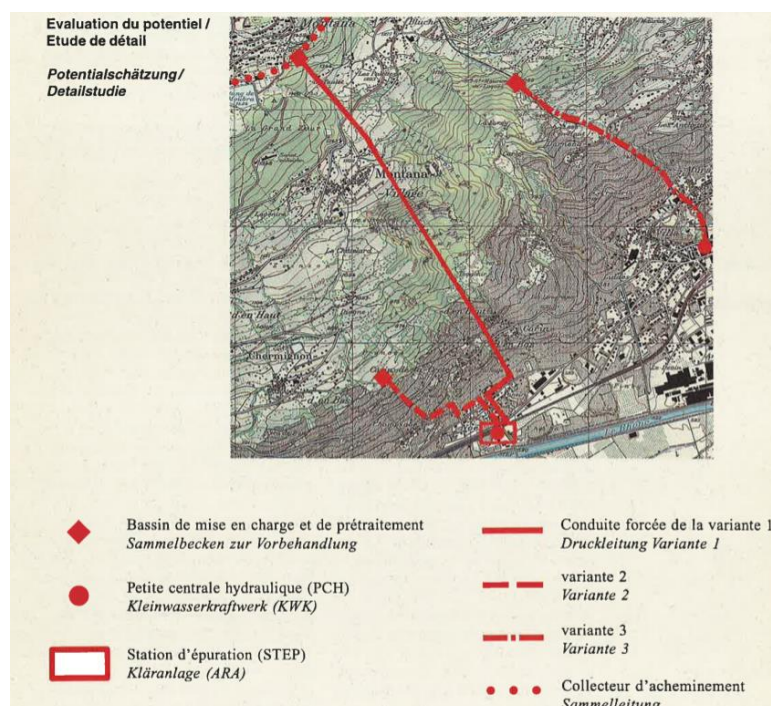 Evaluation du potentiel /
Etude de détail
Potentialschätzung/
Detailstudie
Montana
Village
Chermignon
Bassin de mise en charge et de prétraitement
Sammelbecken zur Vorbehandlung
Petite centrale hydraulique (PCH)
Kleinwasserkraftwerk (KWK)
Station d'épuration (STEP)
Kläranlage (ARA)
Conduite forcée de la variante 1
Druckleitung Variante 1
variante 2
Variante 2
variante 3
Variante 3
Collecteur d'acheminement
Sammelleitung